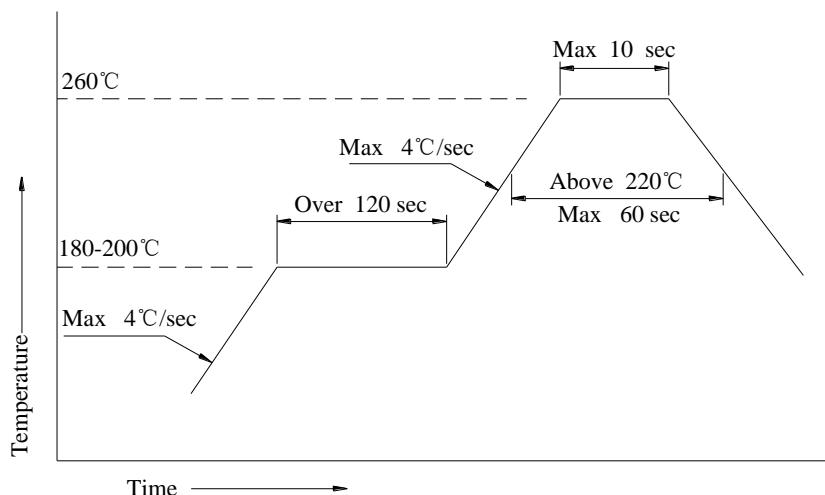 Max 10 sec
260℃
Max 4℃/sec
Above 220℃
Over 120 sec
Max 60 sec
180-200℃
Max 4℃/sec
Temperature
Time